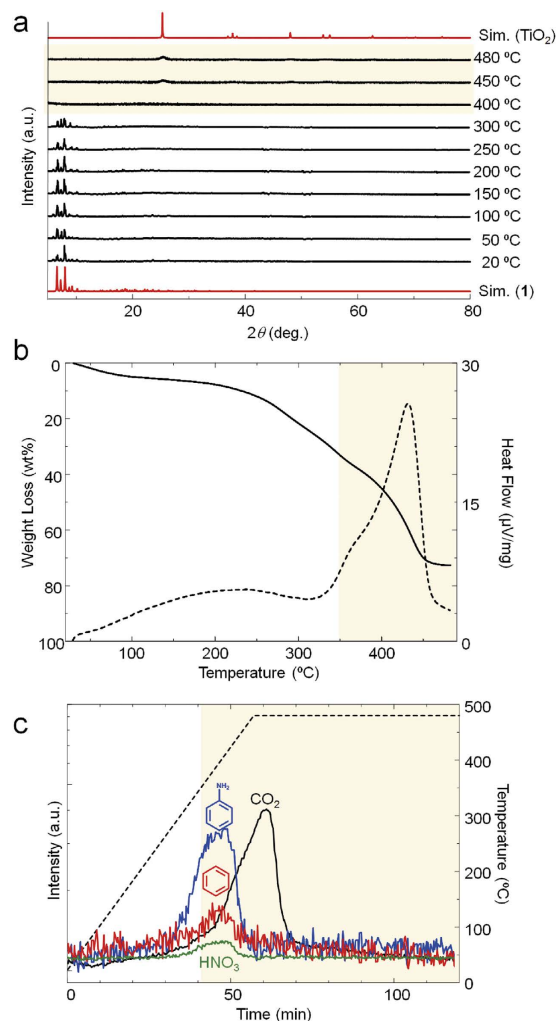 a
Sim. (TiO2)
480 ºC
450 ºC
400 ºC
300 ºC
250 ºC
200 ºC
150 ºC
100 ºC
50 ºC
20 ºC
Sim. (1)
Intensity (a.u.)
20 40 60 80
2θ (deg.)
b
0 20 40 60 80 100
Weight Loss (wt%)
30 15 0
Heat Flow (μV/mg)
100 200 300 400
Temperature (ºC)
c
500 400 300 200 100 0
Temperature (ºC)
Intensity (a.u.)
NH2
CO2
HNO3
0 50 100
Time (min)